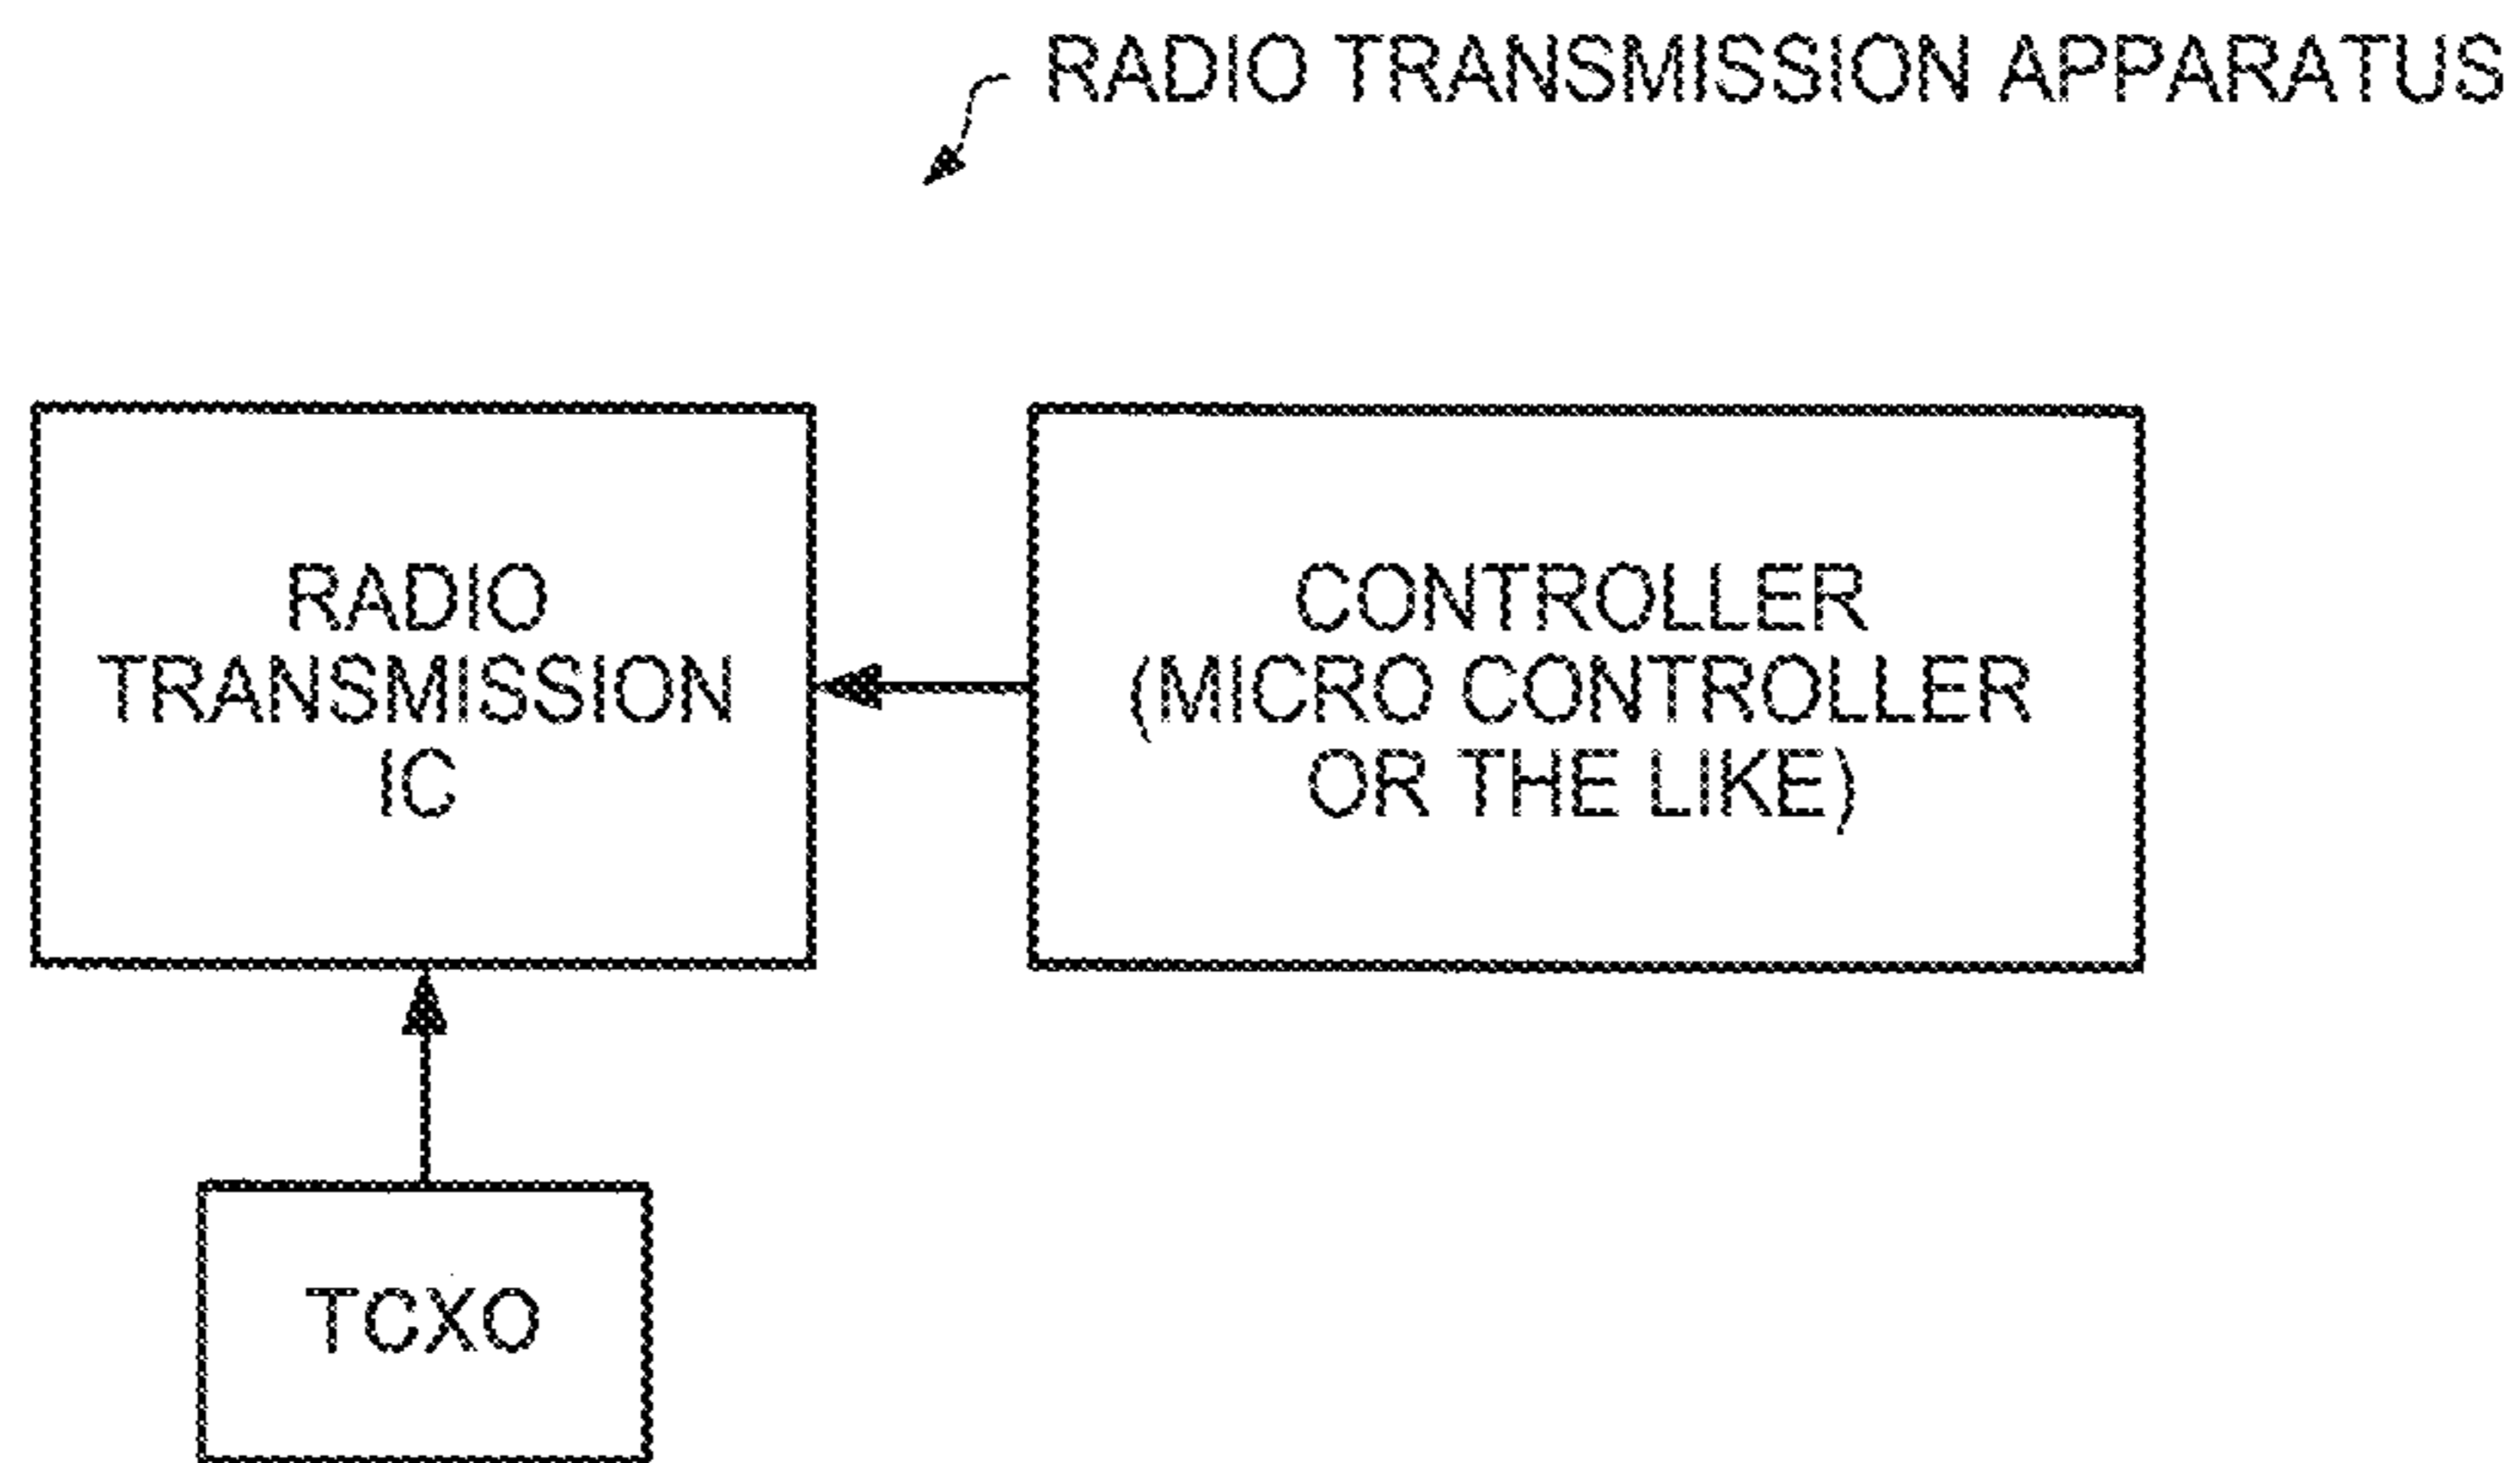 RADIO TRANSMISSION APPARATUS
RADIO
TRANSMISSION
IC
CONTROLLER
(MICRO CONTROLLER
OR THE LIKE)
TCXO